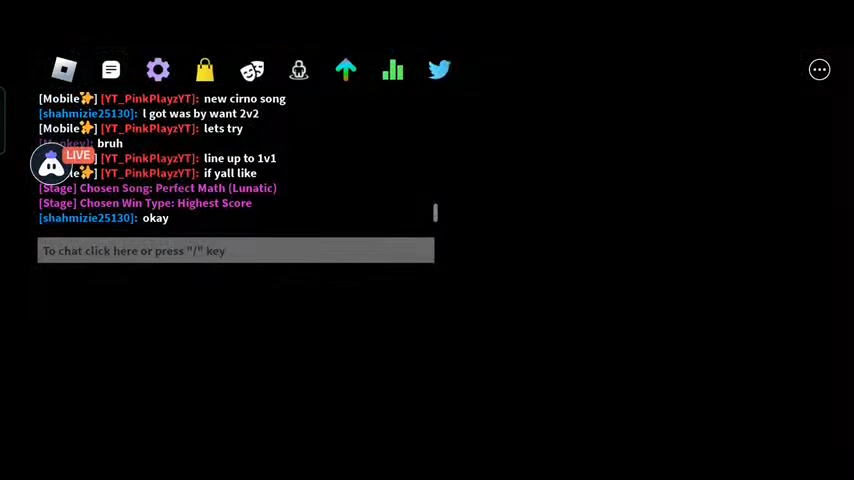 [Mobile✨] [YT_PinkPlayzYT]: new cirno song
[shahmizie25130]: l got was by want 2v2
[Mobile✨] [YT_PinkPlayzYT]: lets try
bruh
LIVE
[YT_PinkPlayzYT]: line up to 1v1
[YT_PinkPlayzYT]: if yall like
[Stage] Chosen Song: Perfect Math (Lunatic)
[Stage] Chosen Win Type: Highest Score
[shahmizie25130]: okay
To chat click here or press "/" key